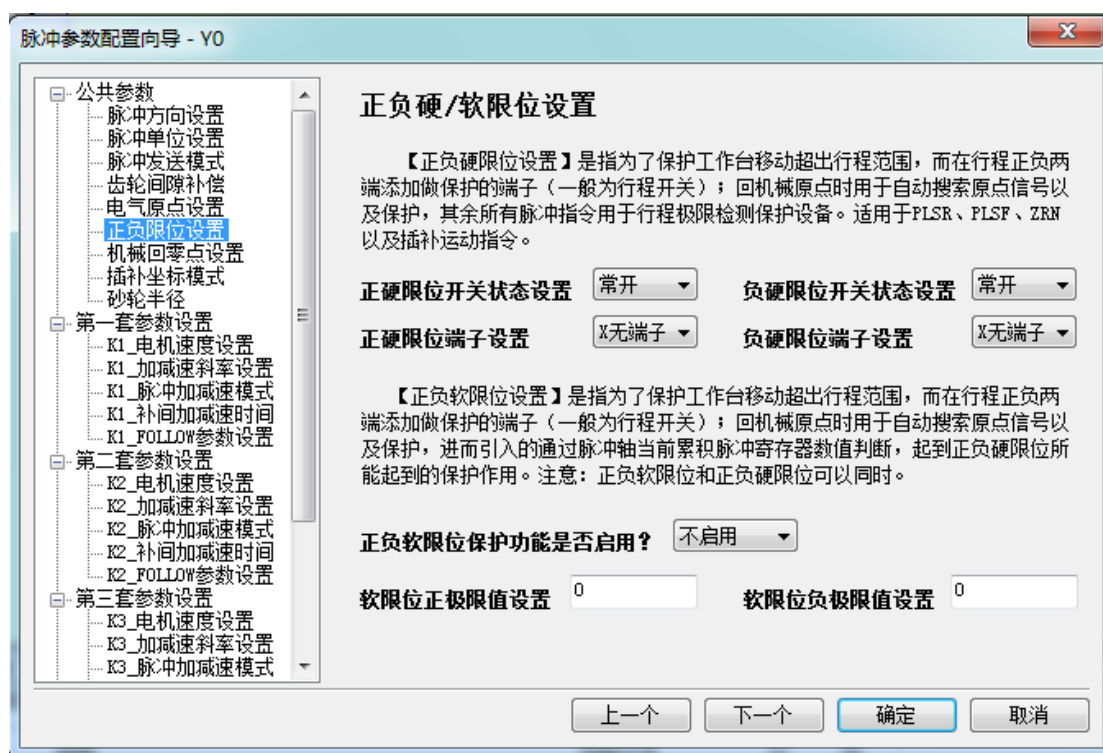 脉冲参数配置向导 - Y0
公共参数
脉冲方向设置
脉冲单位设置
脉冲发送模式
齿轮间隙补偿
电气原点设置
正负限位设置
机械回零点设置
插补坐标模式
砂轮半径
第一套参数设置
K1_电机速度设置
K1_加减速斜率设置
K1_脉冲加减速模式
K1_补间加减速时间
K1_FOLLOW参数设置
第二套参数设置
K2_电机速度设置
K2_加减速斜率设置
K2_脉冲加减速模式
K2_补间加减速时间
K2_FOLLOW参数设置
第三套参数设置
K3_电机速度设置
K3_加减速斜率设置
K3_脉冲加减速模式
正负硬/软限位设置
【正负硬限位设置】是指为了保护工作台移动超出行程范围，而在行程正负两
端添加做保护的端子（一般为行程开关）；回机械原点时用于自动搜索原点信号以
及保护，其余所有脉冲指令用于行程极限检测保护设备。适用于PLSR、PLSF、ZRN
以及插补运动指令。
正硬限位开关状态设置 常开 负硬限位开关状态设置 常开
正硬限位端子设置 X无端子 负硬限位端子设置 X无端子
【正负软限位设置】是指为了保护工作台移动超出行程范围，而在行程正负两
端添加做保护的端子（一般为行程开关）；回机械原点时用于自动搜索原点信号以
及保护，进而引入的通过脉冲轴当前累积脉冲寄存器数值判断，起到正负硬限位所
能起到的保护作用。注意：正负软限位和正负硬限位可以同时。
正负软限位保护功能是否启用？ 不启用
软限位正极限值设置 0 软限位负极限值设置 0
上一个 下一个 确定 取消